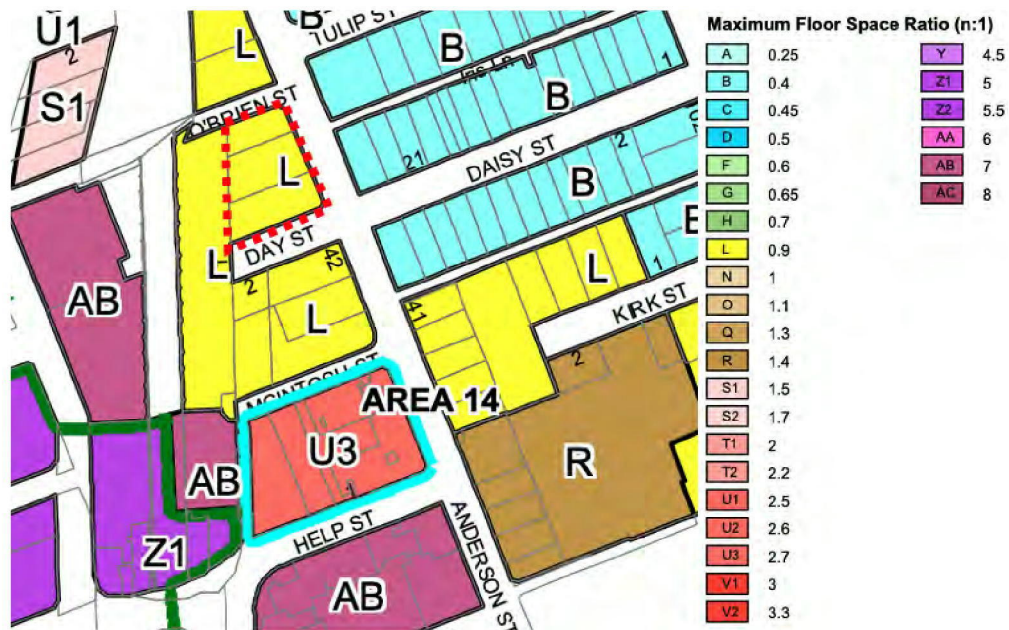 U1
2
S1
L
B
TULIP ST
B
Ins Ln
B
1
O'BRIEN ST
21
DAISY ST
2
L
B
L
DAY ST
42
2
L
B
1
AB
41
L
KIRK ST
2
MCINTOSH ST
AREA 14
U3
R
AB
1
HELP ST
ANDERSON ST
Z1
AB
Maximum Floor Space Ratio (n:1)
A 0.25
B 0.4
C 0.45
D 0.5
F 0.6
G 0.65
H 0.7
L 0.9
N 1
O 1.1
Q 1.3
R 1.4
S1 1.5
S2 1.7
T1 2
T2 2.2
U1 2.5
U2 2.6
U3 2.7
V1 3
V2 3.3
Y 4.5
Z1 5
Z2 5.5
AA 6
AB 7
AC 8